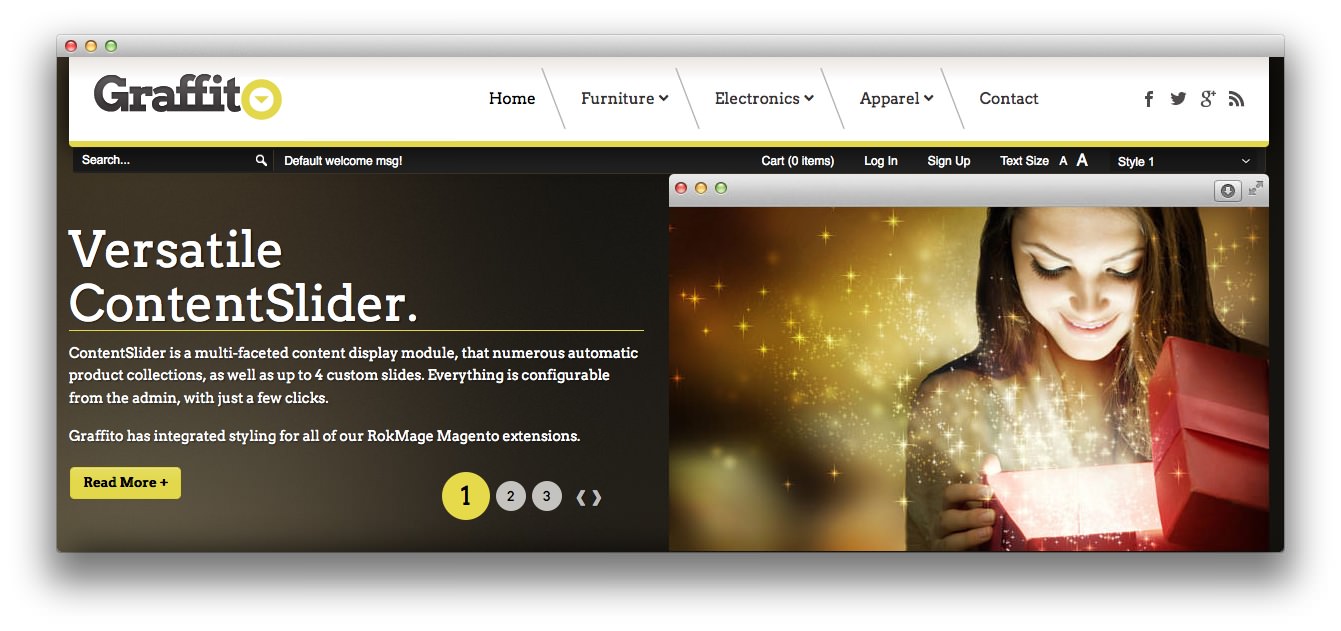 Graffito
Home Furniture Electronics Apparel Contact
Search... Default welcome msg! Cart (0 items) Log In Sign Up Text Size A A Style 1
Versatile
ContentSlider.
ContentSlider is a multi-faceted content display module, that numerous automatic
product collections, as well as up to 4 custom slides. Everything is configurable
from the admin, with just a few clicks.
Graffito has integrated styling for all of our RokMage Magento extensions.
Read More +
1 2 3